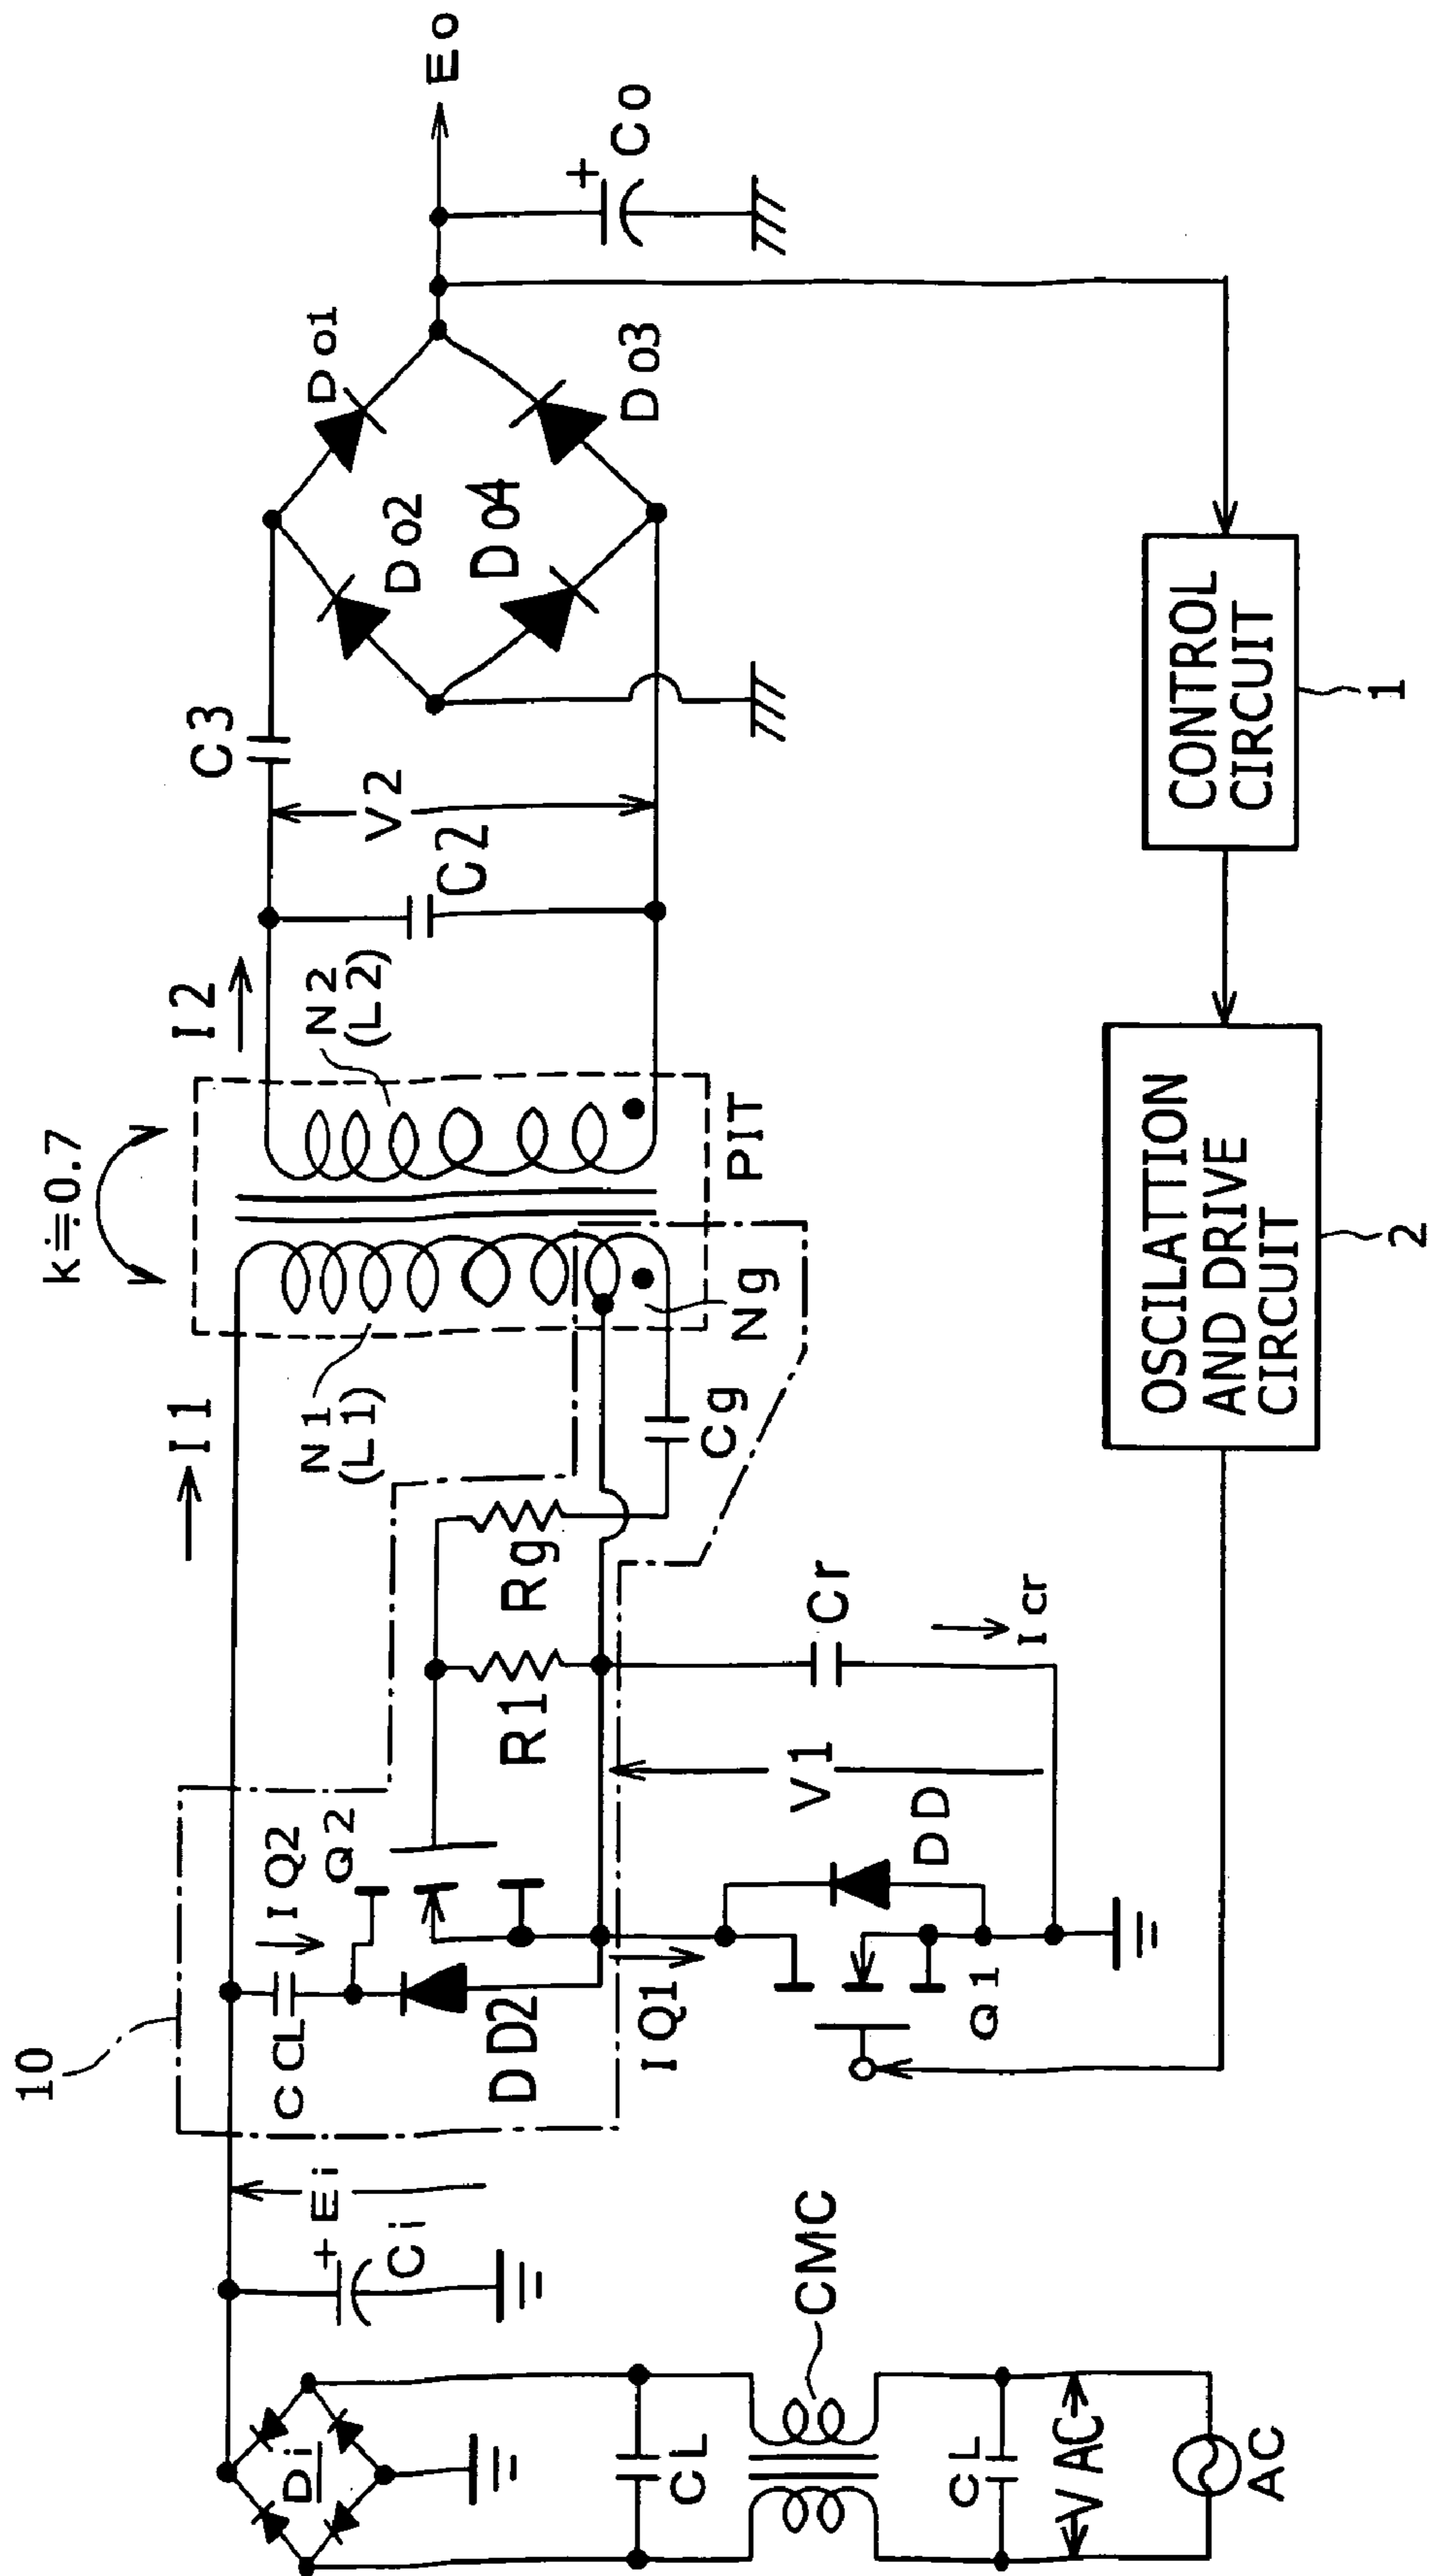 10
I1
k≒0.7
I2
C3
Do1
Eo
+
Co
Do2
Do3
Do4
V2
C2
N2
(L2)
N1
(L1)
PIT
Ng
Cg
Rg
R1
Cr
Icr
V1
IQ2
Q2
CCL
DD2
IQ1
DD
Q1
Ei
+
Ci
Di
CL
CMC
CL
VAC
AC
CONTROL
CIRCUIT
1
OSCILATTION
AND DRIVE
CIRCUIT
2